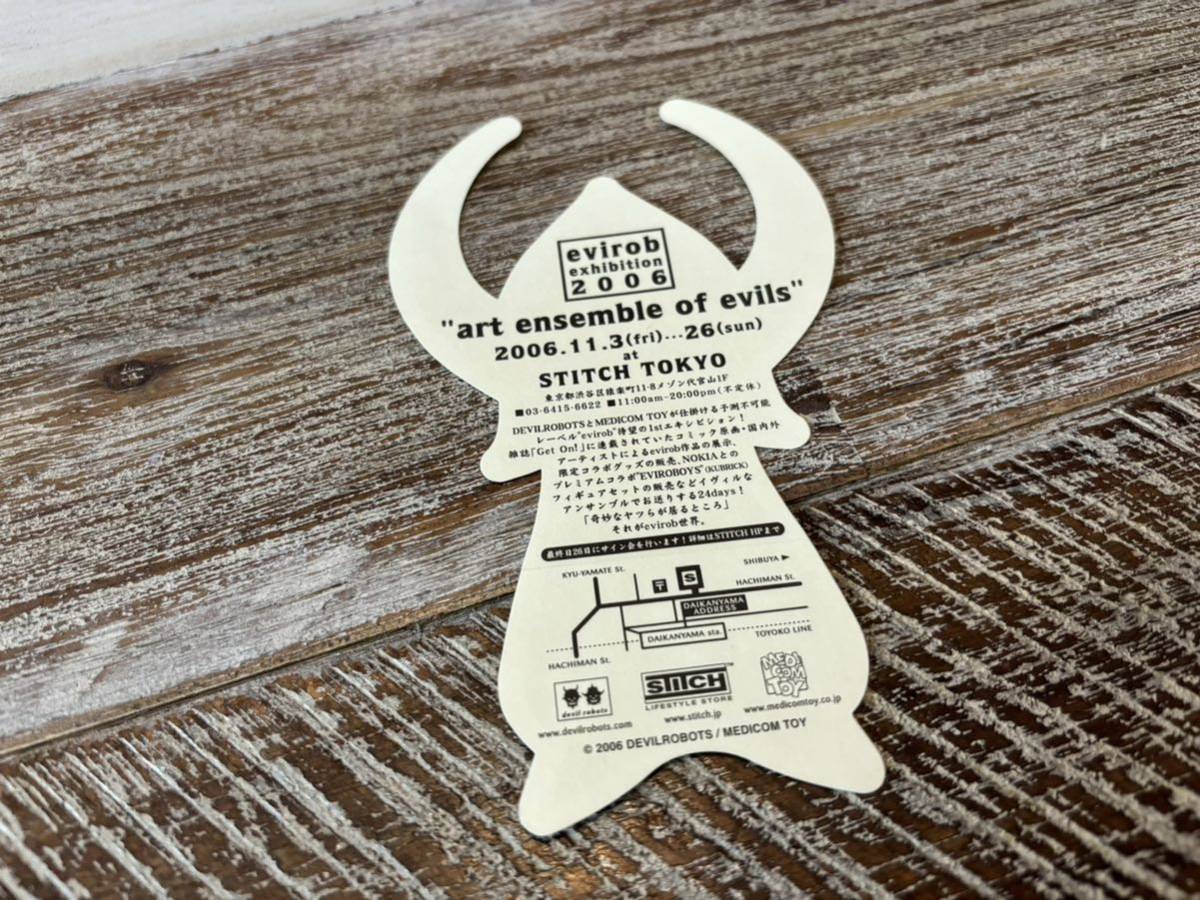 evirob
exhibition
2006
"art ensemble of evils"
2006.11.3(fri)...26(sun)
at
STITCH TOKYO
東京都渋谷区猿楽町11-8メゾン代官山1F
■03-6415-5622 ■11:00am-20:00pm(不定休)
DEVILROBOTSとMEDICOM TOYが仕掛ける予測不可能
レーベル"evirob"待望の1stエキシビション!
雑誌「Get On!」に連載されていたコミック原画・国内外
アーティストによるevirob作品の展示、
限定コラボグッズの販売、NOKIAとの
プレミアムコラボ"EVIROBOYS"(KUBRICK)
フィギュアセットの販売などイヴィルな
アンサンブルでお送りする24days!
「奇妙なヤツらが居るところ」
それがevirob世界。
最終日26日にサイン会を行います!詳細はSTITCH HPまで
KYU-YAMATE St.
SHIBUYA ▶
T
S
HACHIMAN St.
DAIKANYAMA
ADDRESS
DAIKANYAMA sta.
TOYOKO LINE
HACHIMAN St.
devil robots
www.devilrobots.com
STITCH™
LIFESTYLE STORE
www.stitch.jp
MEDI
COM
TOY
www.medicomtoy.co.jp
© 2006 DEVILROBOTS / MEDICOM TOY